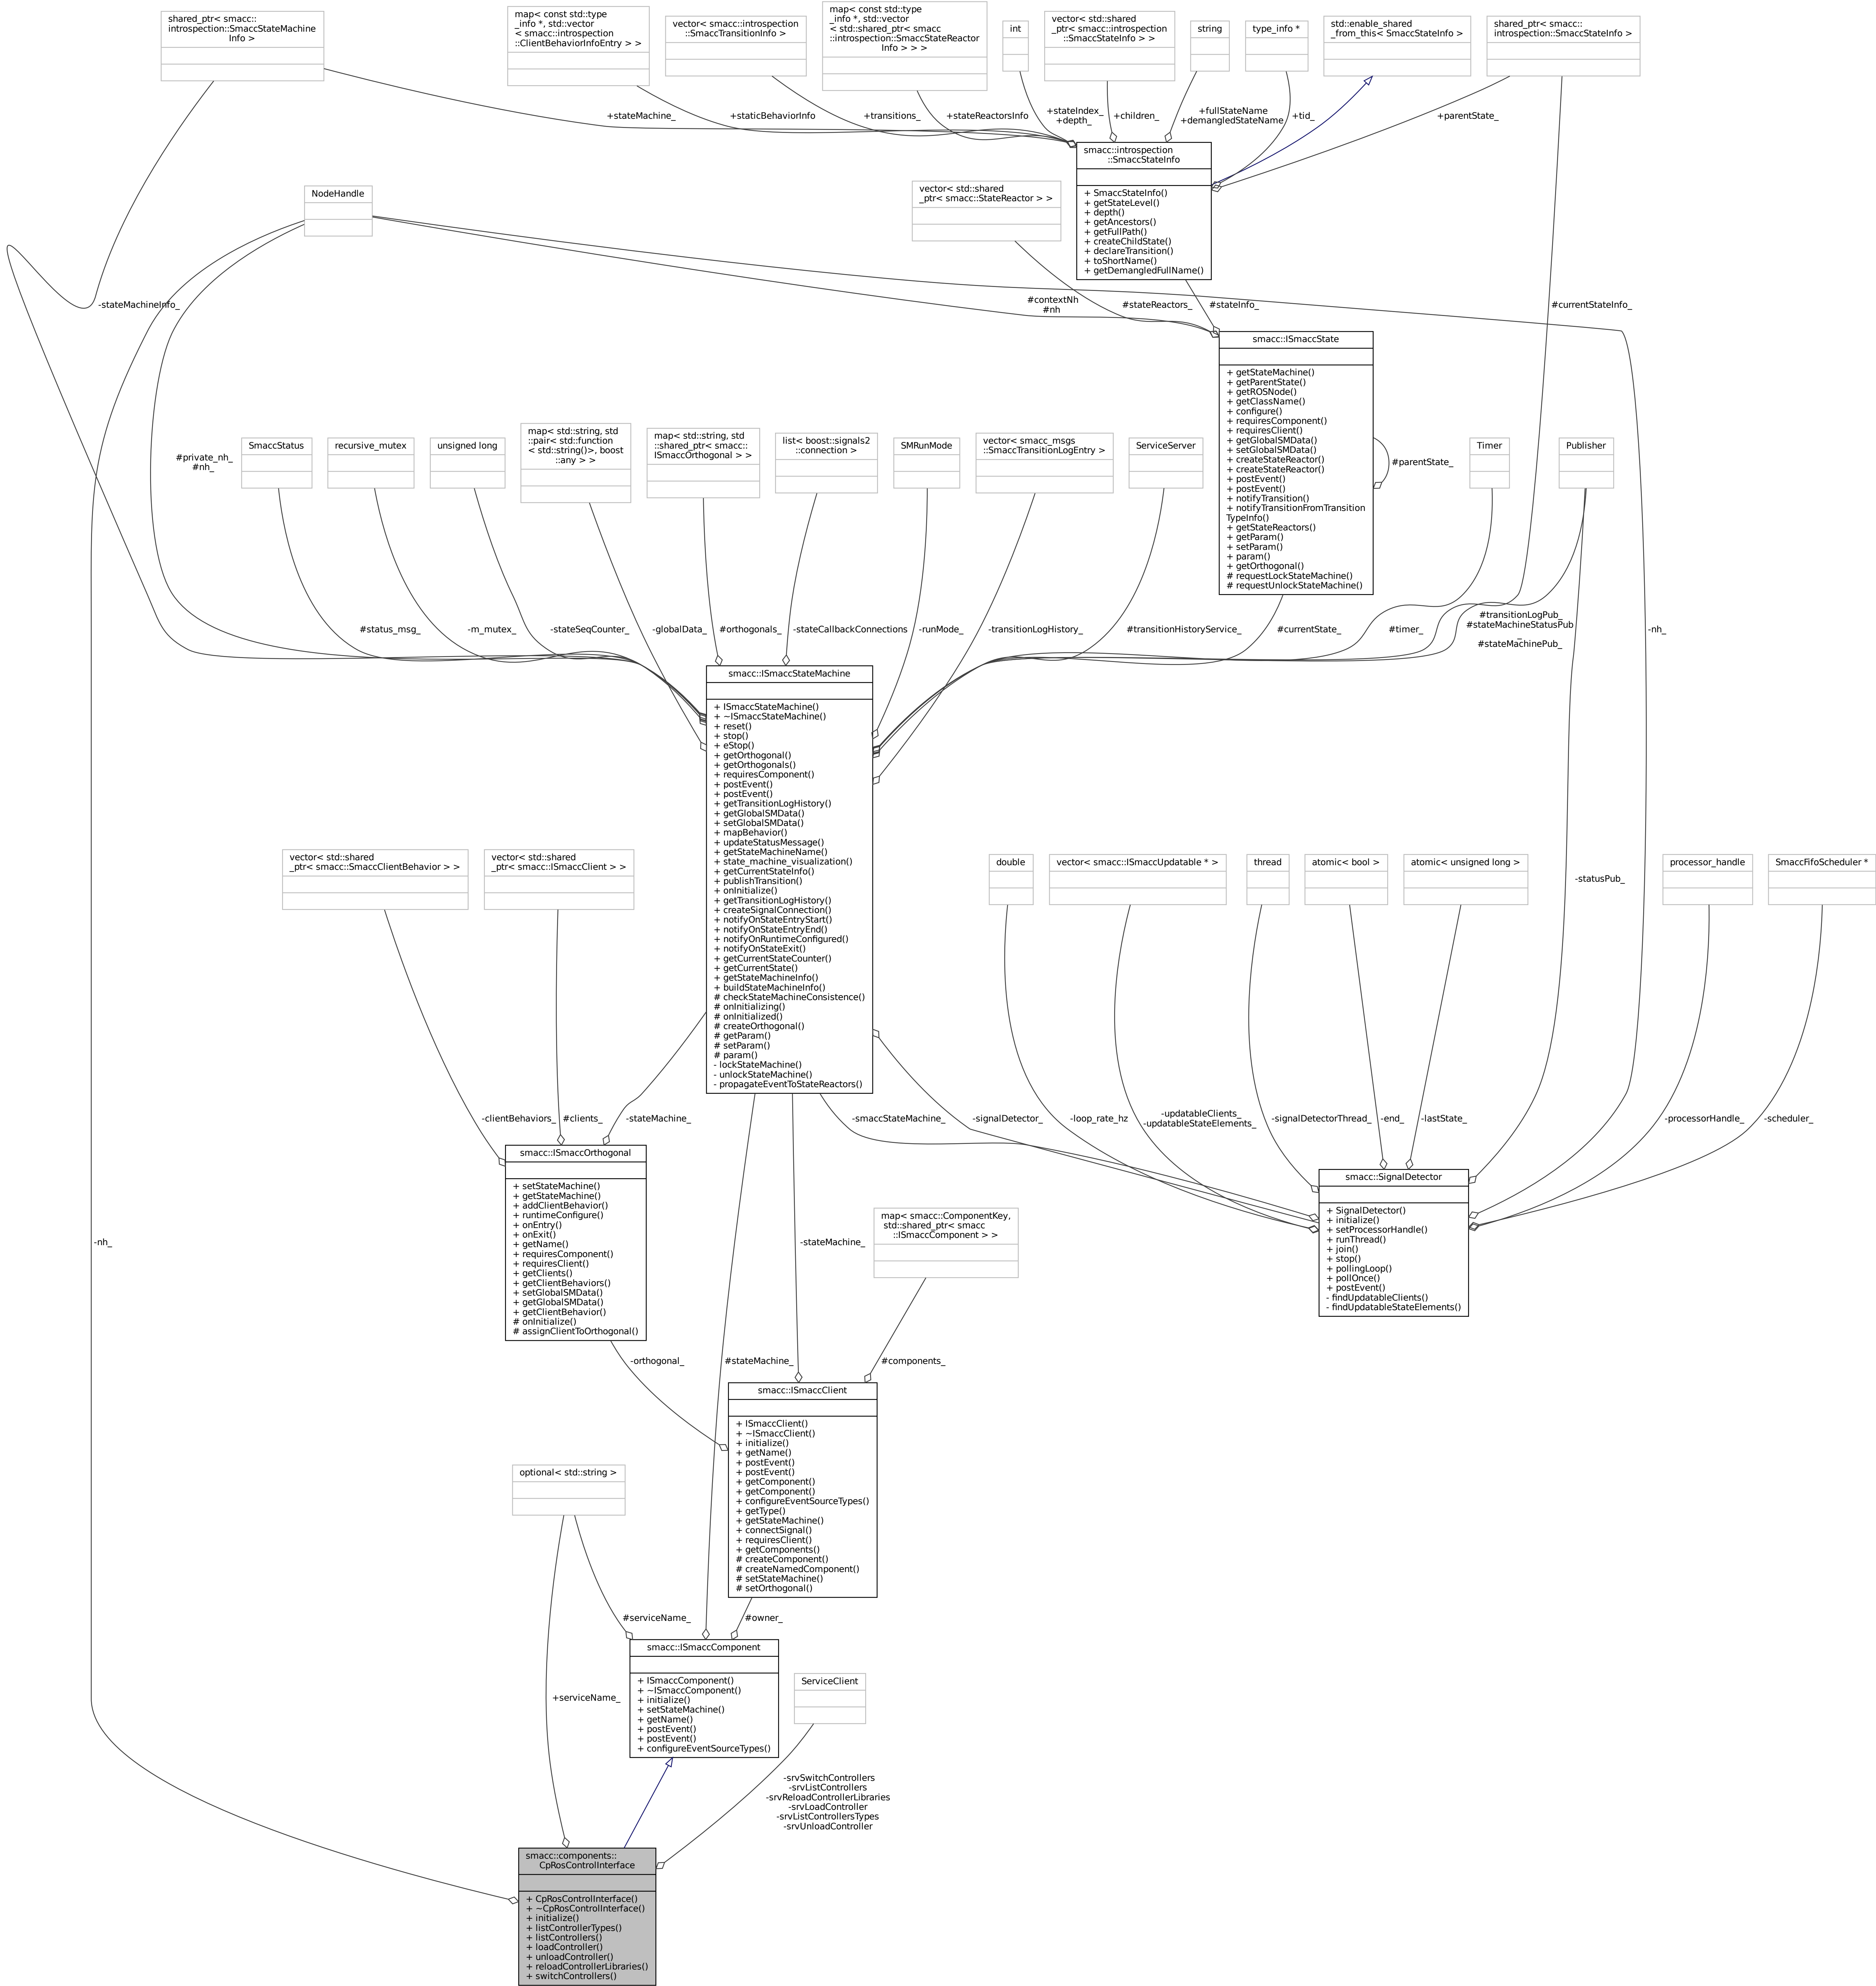 shared_ptr< smacc::
introspection::SmaccStateMachine
Info >
map< const std::type
_info *, std::vector
< smacc::introspection
::ClientBehaviorInfoEntry > >
vector< smacc::introspection
::SmaccTransitionInfo >
map< const std::type
_info *, std::vector
< std::shared_ptr< smacc
::introspection::SmaccStateReactor
Info > > >
int
vector< std::shared
_ptr< smacc::introspection
::SmaccStateInfo > >
string
type_info *
std::enable_shared
_from_this< SmaccStateInfo >
shared_ptr< smacc::
introspection::SmaccStateInfo >
+stateMachine_
+staticBehaviorInfo
+transitions_
+stateReactorsInfo
+stateIndex_
+depth_
+children_
+fullStateName
+demangledStateName
+tid_
+parentState_
smacc::introspection
::SmaccStateInfo
+ SmaccStateInfo()
+ getStateLevel()
+ depth()
+ getAncestors()
+ getFullPath()
+ createChildState()
+ declareTransition()
+ toShortName()
+ getDemangledFullName()
NodeHandle
vector< std::shared
_ptr< smacc::StateReactor > >
-stateMachineInfo_
#contextNh
#nh
#stateReactors_
#stateInfo_
#currentStateInfo_
smacc::ISmaccState
+ getStateMachine()
+ getParentState()
+ getROSNode()
+ getClassName()
+ configure()
+ requiresComponent()
+ requiresClient()
+ getGlobalSMData()
+ setGlobalSMData()
+ createStateReactor()
+ createStateReactor()
+ postEvent()
+ postEvent()
+ notifyTransition()
+ notifyTransitionFromTransition
TypeInfo()
+ getStateReactors()
+ getParam()
+ setParam()
+ param()
+ getOrthogonal()
# requestLockStateMachine()
# requestUnlockStateMachine()
#parentState_
#private_nh_
#nh_
SmaccStatus
recursive_mutex
unsigned long
map< std::string, std
::pair< std::function
< std::string()>, boost
::any > >
map< std::string, std
::shared_ptr< smacc::
ISmaccOrthogonal > >
list< boost::signals2
::connection >
SMRunMode
vector< smacc_msgs
::SmaccTransitionLogEntry >
ServiceServer
Timer
Publisher
#status_msg_
-m_mutex_
-stateSeqCounter_
-globalData_
#orthogonals_
-stateCallbackConnections
-runMode_
-transitionLogHistory_
#transitionHistoryService_
#currentState_
#timer_
#transitionLogPub_
#stateMachineStatusPub
_
#stateMachinePub_
-nh_
smacc::ISmaccStateMachine
+ ISmaccStateMachine()
+ ~ISmaccStateMachine()
+ reset()
+ stop()
+ eStop()
+ getOrthogonal()
+ getOrthogonals()
+ requiresComponent()
+ postEvent()
+ postEvent()
+ getTransitionLogHistory()
+ getGlobalSMData()
+ setGlobalSMData()
+ mapBehavior()
+ updateStatusMessage()
+ getStateMachineName()
+ state_machine_visualization()
+ getCurrentStateInfo()
+ publishTransition()
+ onInitialize()
+ getTransitionLogHistory()
+ createSignalConnection()
+ notifyOnStateEntryStart()
+ notifyOnStateEntryEnd()
+ notifyOnRuntimeConfigured()
+ notifyOnStateExit()
+ getCurrentStateCounter()
+ getCurrentState()
+ getStateMachineInfo()
+ buildStateMachineInfo()
# checkStateMachineConsistence()
# onInitializing()
# onInitialized()
# createOrthogonal()
# getParam()
# setParam()
# param()
- lockStateMachine()
- unlockStateMachine()
- propagateEventToStateReactors()
vector< std::shared
_ptr< smacc::SmaccClientBehavior > >
vector< std::shared
_ptr< smacc::ISmaccClient > >
double
vector< smacc::ISmaccUpdatable * >
thread
atomic< bool >
atomic< unsigned long >
-statusPub_
processor_handle
SmaccFifoScheduler *
-clientBehaviors_
#clients_
-stateMachine_
-smaccStateMachine_
-signalDetector_
-loop_rate_hz
-updatableClients_
-updatableStateElements_
-signalDetectorThread_
-end_
-lastState_
-processorHandle_
-scheduler_
smacc::ISmaccOrthogonal
+ setStateMachine()
+ getStateMachine()
+ addClientBehavior()
+ runtimeConfigure()
+ onEntry()
+ onExit()
+ getName()
+ requiresComponent()
+ requiresClient()
+ getClients()
+ getClientBehaviors()
+ setGlobalSMData()
+ getGlobalSMData()
+ getClientBehavior()
# onInitialize()
# assignClientToOrthogonal()
smacc::SignalDetector
+ SignalDetector()
+ initialize()
+ setProcessorHandle()
+ runThread()
+ join()
+ stop()
+ pollingLoop()
+ pollOnce()
+ postEvent()
- findUpdatableClients()
- findUpdatableStateElements()
-nh_
-stateMachine_
map< smacc::ComponentKey,
std::shared_ptr< smacc
::ISmaccComponent > >
-orthogonal_
#stateMachine_
#components_
smacc::ISmaccClient
+ ISmaccClient()
+ ~ISmaccClient()
+ initialize()
+ getName()
+ postEvent()
+ postEvent()
+ getComponent()
+ getComponent()
+ configureEventSourceTypes()
+ getType()
+ getStateMachine()
+ connectSignal()
+ requiresClient()
+ getComponents()
# createComponent()
# createNamedComponent()
# setStateMachine()
# setOrthogonal()
optional< std::string >
#serviceName_
#owner_
smacc::ISmaccComponent
+ ISmaccComponent()
+ ~ISmaccComponent()
+ initialize()
+ setStateMachine()
+ getName()
+ postEvent()
+ postEvent()
+ configureEventSourceTypes()
ServiceClient
+serviceName_
-srvSwitchControllers
-srvListControllers
-srvReloadControllerLibraries
-srvLoadController
-srvListControllersTypes
-srvUnloadController
smacc::components::
CpRosControlInterface
+ CpRosControlInterface()
+ ~CpRosControlInterface()
+ initialize()
+ listControllerTypes()
+ listControllers()
+ loadController()
+ unloadController()
+ reloadControllerLibraries()
+ switchControllers()